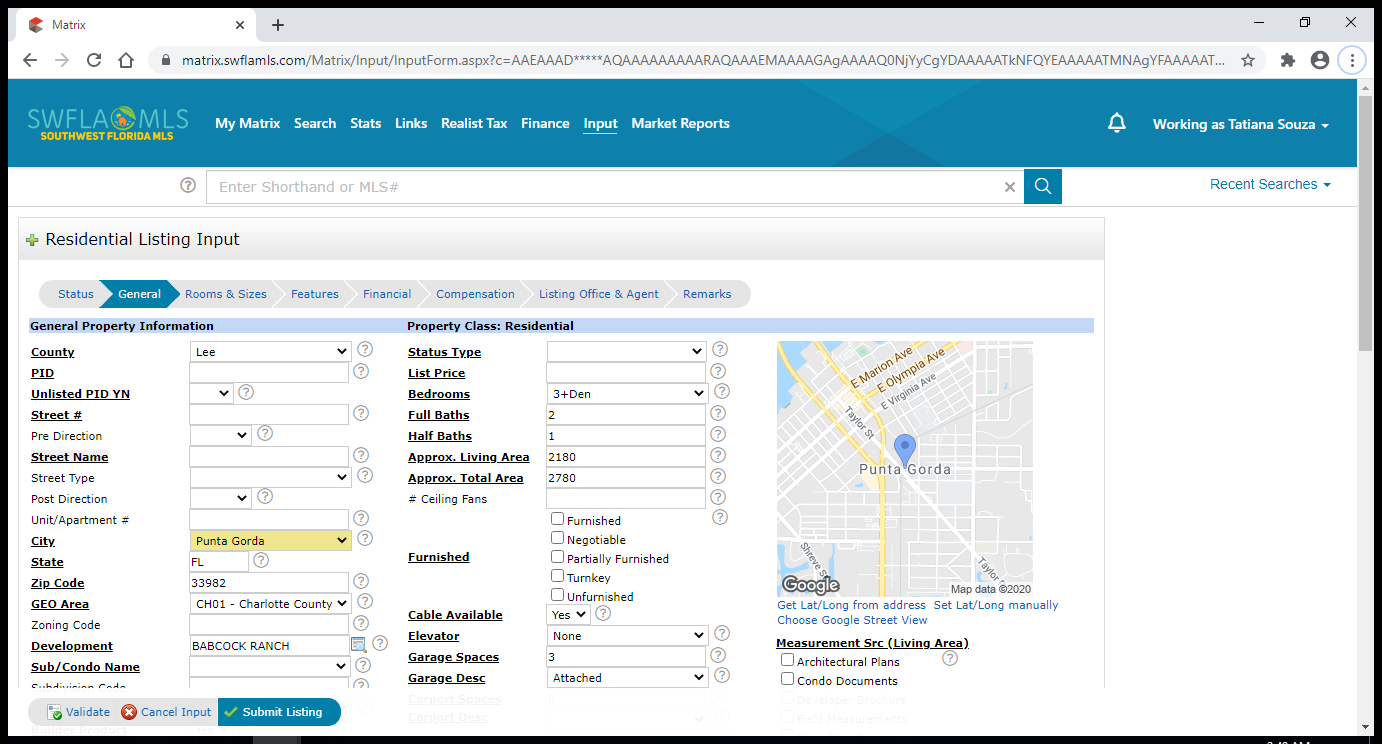 Matrix
matrix.swflamls.com/Matrix/Input/InputForm.aspx?c=AAEAAAD*****AQAAAAAAAAARAQAAAEMAAAAGAgAAAAQ0NjYyCgYDAAAAATkNFQYEAAAAATMNAgYFAAAAAT...
SWFLA MLS
SOUTHWEST FLORIDA MLS
My Matrix Search Stats Links Realist Tax Finance Input Market Reports
Working as Tatiana Souza
Enter Shorthand or MLS#
Recent Searches
Residential Listing Input
Status General Rooms & Sizes Features Financial Compensation Listing Office & Agent Remarks
General Property Information
Property Class: Residential
County Lee
PID
Unlisted PID YN
Street #
Pre Direction
Street Name
Street Type
Post Direction
Unit/Apartment #
City Punta Gorda
State FL
Zip Code 33982
GEO Area CH01 - Charlotte County
Zoning Code
Development BABCOCK RANCH
Sub/Condo Name
Subdivision Code
Builder Product
Status Type
List Price
Bedrooms 3+Den
Full Baths 2
Half Baths 1
Approx. Living Area 2180
Approx. Total Area 2780
# Ceiling Fans
Furnished
Furnished
Negotiable
Partially Furnished
Turnkey
Unfurnished
Cable Available Yes
Elevator None
Garage Spaces 3
Garage Desc Attached
Carport Spaces 0
Carport Desc
E Marion Ave
E Olympia Ave
E Virginia Ave
Taylor St
Punta Gorda
Shreve St
Taylor
Google
Map data ©2020
Get Lat/Long from address Set Lat/Long manually
Choose Google Street View
Measurement Src (Living Area)
Architectural Plans
Condo Documents
Developer Brochure
Field Measurements
Validate Cancel Input Submit Listing